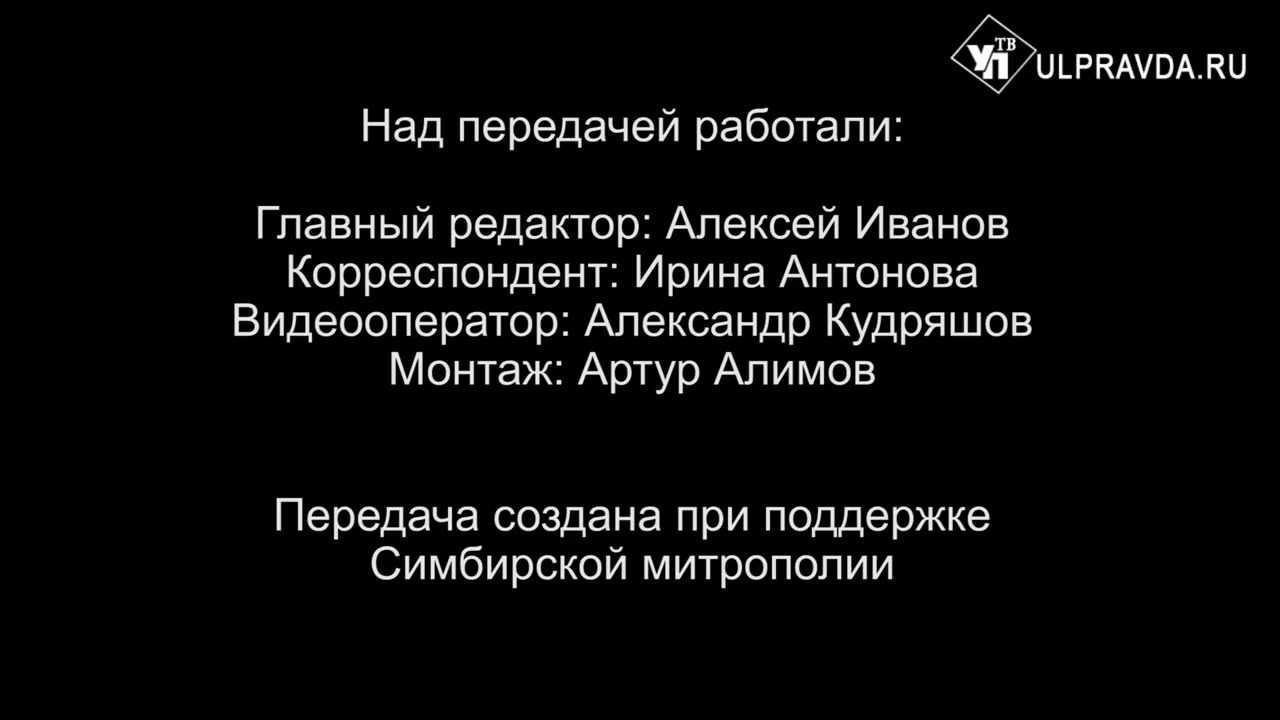 УП ТВ
ULPRAVDA.RU
Над передачей работали:
Главный редактор: Алексей Иванов
Корреспондент: Ирина Антонова
Видеооператор: Александр Кудряшов
Монтаж: Артур Алимов
Передача создана при поддержке
Симбирской митрополии